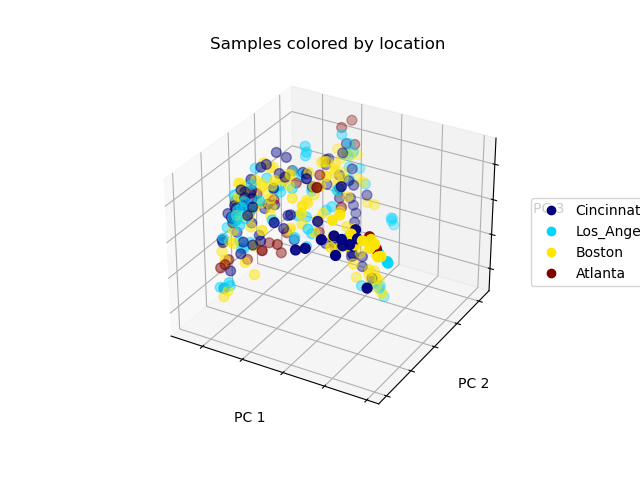 Samples colored by location
PC 3
Cincinnat
Los_Ange
Boston
Atlanta
PC 2
PC 1